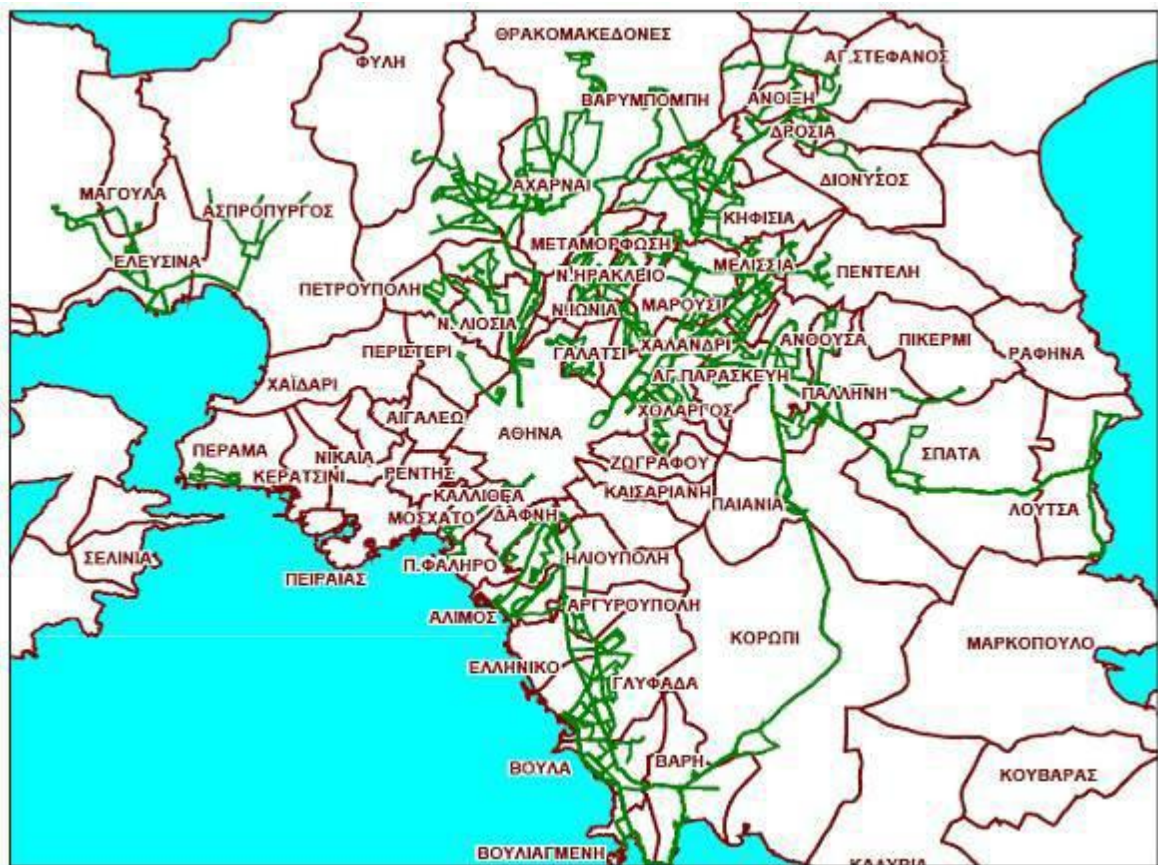 ΘΡΑΚΟΜΑΚΕΔΟΝΕΣ
ΦΥΛΗ
ΑΓ.ΣΤΕΦΑΝΟΣ
ΒΑΡΥΜΠΟΜΠΗ
ΑΝΟΙΞΗ
ΔΡΟΣΙΑ
ΔΙΟΝΥΣΟΣ
ΑΧΑΡΝΑΙ
ΜΑΓΟΥΛΑ
ΑΣΠΡΟΠΥΡΓΟΣ
ΚΗΦΙΣΙΑ
ΜΕΤΑΜΟΡΦΩΣΗ
ΕΛΕΥΣΙΝΑ
ΜΕΛΙΣΣΙΑ
ΠΕΝΤΕΛΗ
Ν.ΗΡΑΚΛΕΙΟ
ΠΕΤΡΟΥΠΟΛΗ
ΜΑΡΟΥΣΙ
Ν.ΙΩΝΙΑ
Ν. ΛΙΟΣΙΑ
ΑΝΘΟΥΣΑ
ΠΙΚΕΡΜΙ
ΧΑΛΑΝΔΡΙ
ΡΑΦΗΝΑ
ΠΕΡΙΣΤΕΡΙ
ΓΑΛΑΤΣΙ
ΑΓ.ΠΑΡΑΣΚΕΥΗ
ΧΑΪΔΑΡΙ
ΠΑΛΛΗΝΗ
ΑΙΓΑΛΕΩ
ΧΟΛΑΡΓΟΣ
ΑΘΗΝΑ
ΠΕΡΑΜΑ
ΝΙΚΑΙΑ
ΣΠΑΤΑ
ΖΩΓΡΑΦΟΥ
ΡΕΝΤΗΣ
ΚΕΡΑΤΣΙΝΙ
ΚΑΙΣΑΡΙΑΝΗ
ΚΑΛΛΙΘΕΑ
ΠΑΙΑΝΙΑ
ΛΟΥΤΣΑ
ΜΟΣΧΑΤΟ
ΔΑΦΝΗ
ΣΕΛΙΝΙΑ
ΗΛΙΟΥΠΟΛΗ
Π.ΦΑΛΗΡΟ
ΠΕΙΡΑΙΑΣ
ΑΡΓΥΡΟΥΠΟΛΗ
ΑΛΙΜΟΣ
ΚΟΡΩΠΙ
ΜΑΡΚΟΠΟΥΛΟ
ΕΛΛΗΝΙΚΟ
ΓΛΥΦΑΔΑ
ΒΑΡΗ
ΒΟΥΛΑ
ΚΟΥΒΑΡΑΣ
ΒΟΥΛΙΑΓΜΕΝΗ